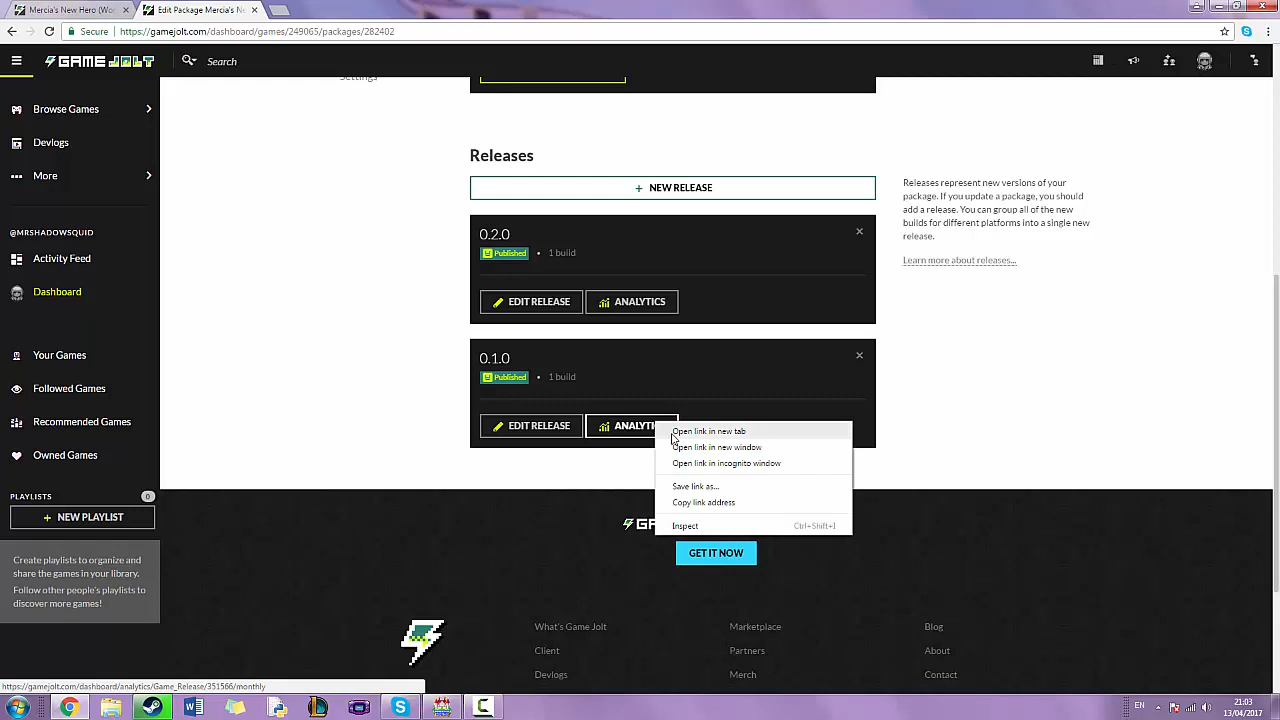 Mercia's New Hero (Wo
Edit Package Mercia's Ne
Secure
https://gamejolt.com/dashboard/games/249065/packages/282402
GAME JOLT
Search
Settings
Browse Games
Devlogs
More
@MRSHADOWSQUID
Activity Feed
Dashboard
Your Games
Followed Games
Recommended Games
Owned Games
PLAYLISTS
0
+ NEW PLAYLIST
Create playlists to organize and
share the games in your library.
Follow other people's playlists to
discover more games!
Releases
+ NEW RELEASE
0.2.0
Published • 1 build
EDIT RELEASE
ANALYTICS
0.1.0
Published • 1 build
EDIT RELEASE
ANALYTI
Releases represent new versions of your
package. If you update a package, you should
add a release. You can group all of the new
builds for different platforms into a single new
release.
Learn more about releases...
Open link in new tab
Open link in new window
Open link in incognito window
Save link as...
Copy link address
Inspect Ctrl+Shift+I
GA
GET IT NOW
What's Game Jolt
Client
Devlogs
Marketplace
Partners
Merch
Blog
About
Contact
https://gamejolt.com/dashboard/analytics/Game_Release/351566/monthly
EN
21:03
13/04/2017